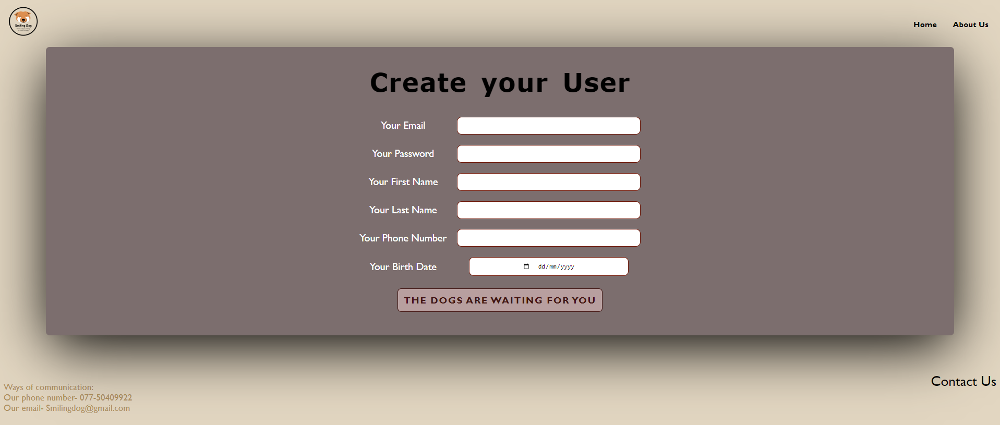 Smiling Dog
Home
About Us
Create your User
Your Email
Your Password
Your First Name
Your Last Name
Your Phone Number
Your Birth Date
dd/mm/yyyy
THE DOGS ARE WAITING FOR YOU
Contact Us
Ways of communication:
Our phone number- 077-50409922
Our email- Smilingdog@gmail.com